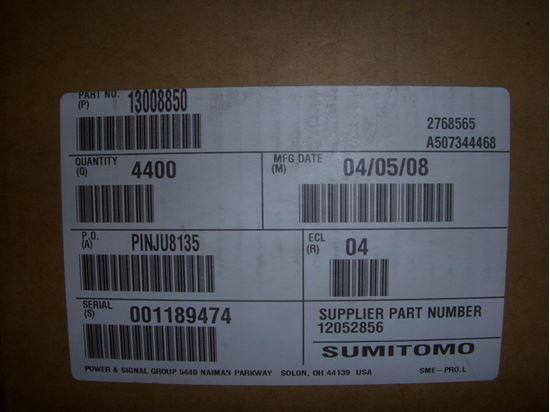 PART NO. 13008850
(P)
2768565
A507344468
QUANTITY 4400
(Q)
MFG DATE 04/05/08
(M)
P.O. PINJU8135
(A)
ECL 04
(R)
SERIAL 001189474
(S)
SUPPLIER PART NUMBER
12052856
SUMITOMO
POWER & SIGNAL GROUP 5440 NAIMAN PARKWAY SOLON, OH 44139 USA SME-PRO.L